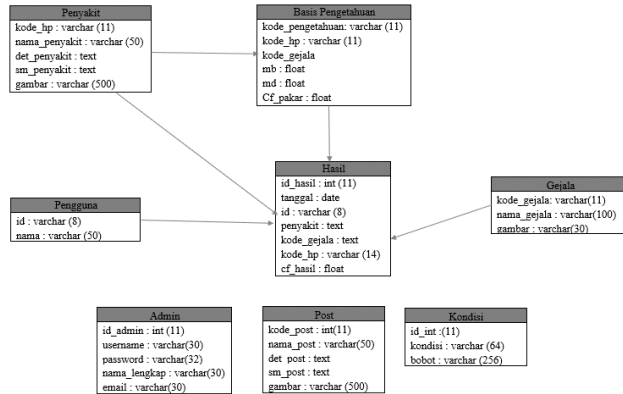 Penyakit
kode_hp : varchar (11)
nama_penyakit : varchar (50)
det_penyakit : text
sm_penyakit : text
gambar : varchar (500)
Basis Pengetahuan
kode_pengetahuan: varchar (11)
kode_hp : varchar (11)
kode_gejala
mb : float
md : float
Cf_pakar : float
Hasil
id_hasil : int (11)
tanggal : date
id : varchar (8)
penyakit : text
kode_gejala : text
kode_hp : varchar (14)
cf_hasil : float
Pengguna
id : varchar (8)
nama : varchar (50)
Gejala
kode_gejala: varchar(11)
nama_gejala : varchar(100)
gambar : varchar(30)
Admin
id_admin : int (11)
username : varchar(30)
password : varchar(32)
nama_lengkap : varchar(30)
email : varchar(30)
Post
kode_post : int(11)
nama_post : varchar(50)
det_post : text
sm_post : text
gambar : varchar (500)
Kondisi
id_int :(11)
kondisi : varchar (64)
bobot : varchar (256)